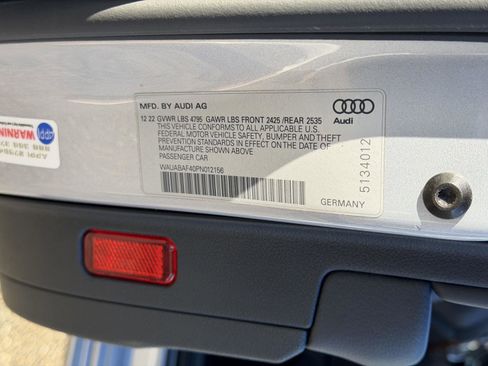 MFD. BY AUDI AG
12 22 GVWR LBS 4795 GAWR LBS FRONT 2425 /REAR 2535
THIS VEHICLE CONFORMS TO ALL APPLICABLE U.S.
FEDERAL MOTOR VEHICLE SAFETY, BUMPER AND THEFT
PREVENTION STANDARDS IN EFFECT ON THE DATE OF
MANUFACTURE SHOWN ABOVE
PASSENGER CAR
WAUABAF40PN012156
Audi
5134012
GERMANY
WARNING